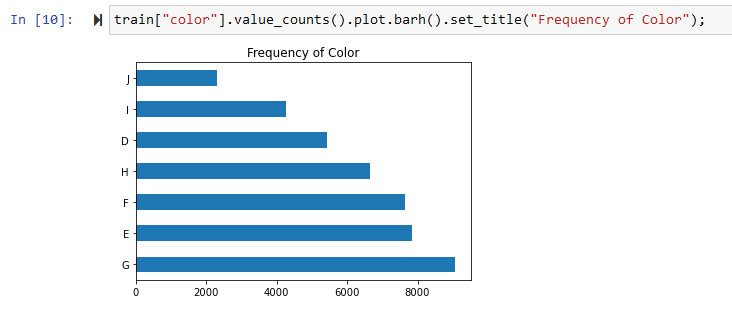 In [10]: train["color"].value_counts().plot.barh().set_title("Frequency of Color");
Frequency of Color
J
I
D
H
F
E
G
0 2000 4000 6000 8000